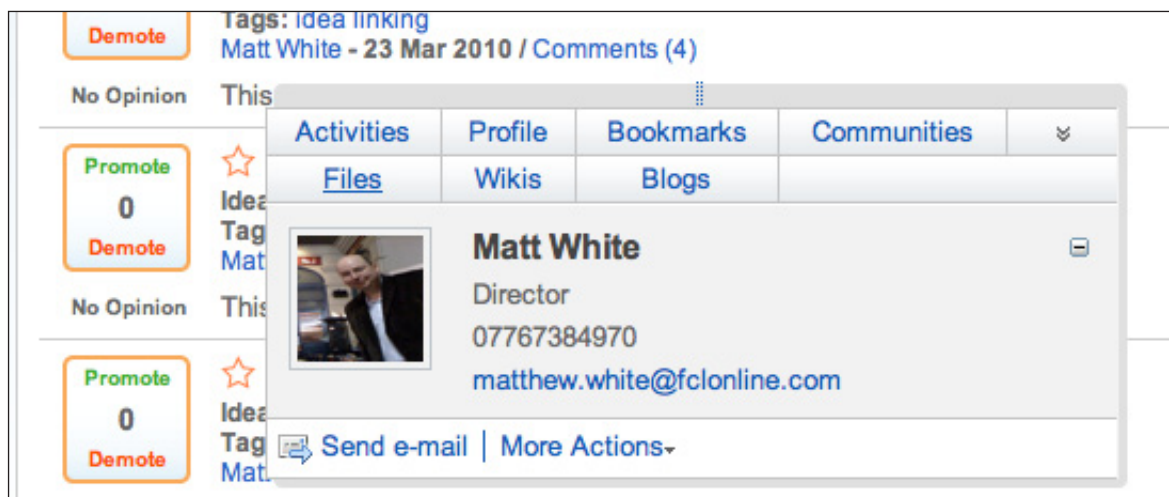 Demote
Tags: idea linking
Matt White - 23 Mar 2010 / Comments (4)
No Opinion This
Activities Profile Bookmarks Communities
Files Wikis Blogs
Promote
0
Demote
Idea
Tag
Mat
No Opinion This
Matt White
Director
07767384970
matthew.white@fclonline.com
Promote
0
Demote
Idea
Tag
Mat
Send e-mail | More Actions